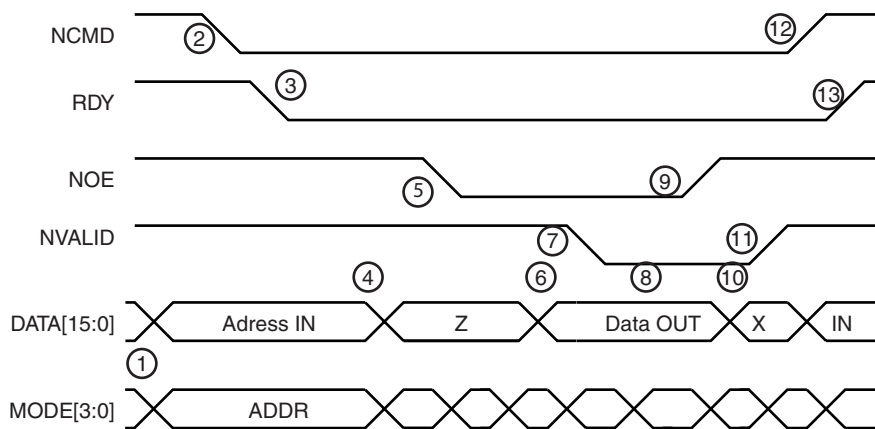 NCMD ② ⑫
RDY ③ ⑬
NOE ⑤ ⑨
NVALID ⑦ ⑪
④ ⑥ ⑧ ⑩
DATA[15:0] Adress IN Z Data OUT X IN
①
MODE[3:0] ADDR